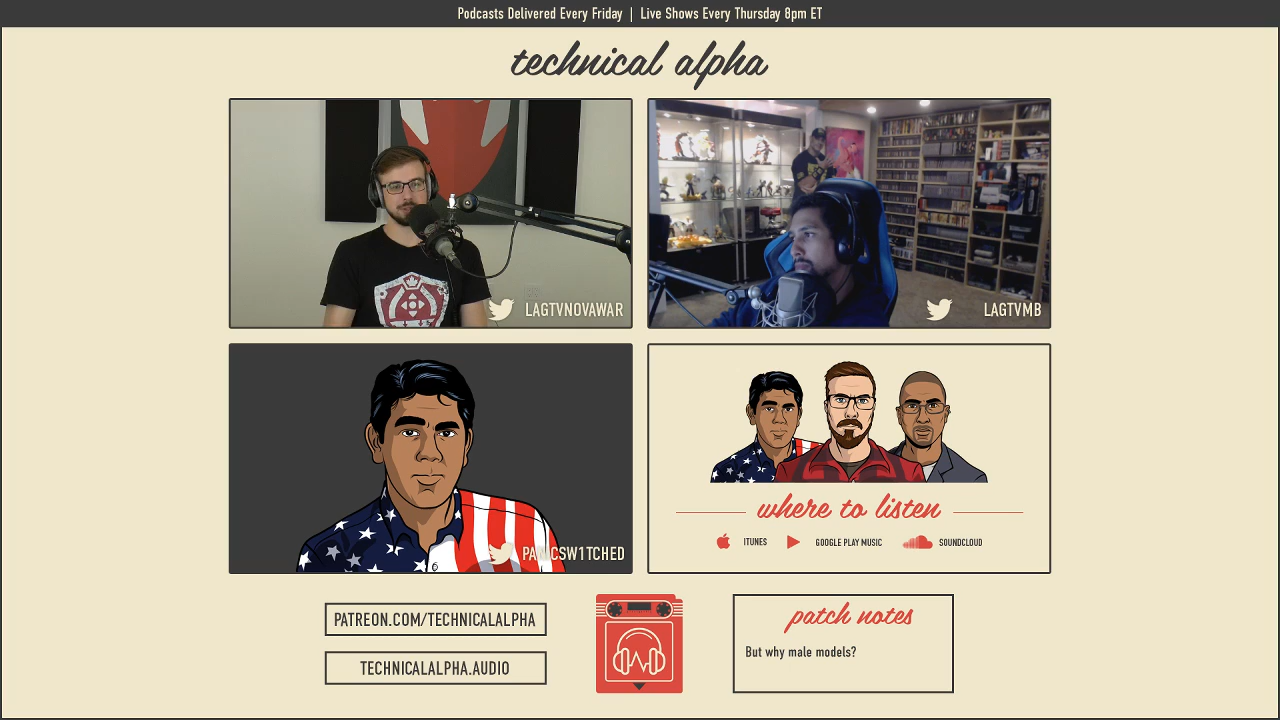 Podcasts Delivered Every Friday | Live Shows Every Thursday 8pm ET
technical alpha
LAGTVNOVAWAR
LAGTVMB
PANICSW1TCHED
where to listen
ITUNES
GOOGLE PLAY MUSIC
SOUNDCLOUD
PATREON.COM/TECHNICALALPHA
TECHNICALALPHA.AUDIO
patch notes
But why male models?